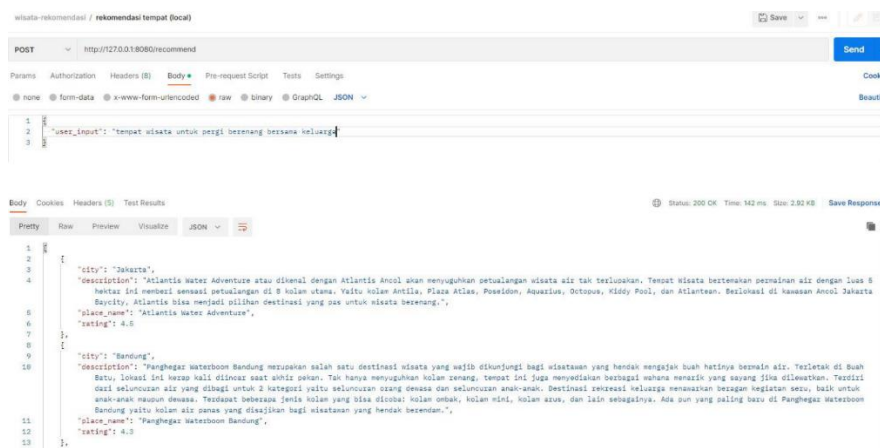 wisata-rekomendasi / rekomendasi tempat (local)
Save
POST http://127.0.0.1:8080/recommend Send
Params Authorization Headers (8) Body Pre-request Script Tests Settings Cook
none form-data x-www-form-urlencoded raw binary GraphQL JSON Beauti
1
2 "user_input": "tempat wisata untuk pergi berenang bersama keluarga"
3
Body Cookies Headers (5) Test Results Status: 200 OK Time: 142 ms Size: 2.92 KB Save Response
Pretty Raw Preview Visualize JSON
1 [
2 {
3 "city": "Jakarta",
4 "description": "Atlantis Water Adventure atau dikenal dengan Atlantis Ancol akan menyuguhkan petualangan wisata air tak terlupakan. Tempat Wisata bertemakan permainan air dengan luas 5
hektar ini memberi sensasi petualangan di 8 kolam utama. Yaitu kolam Antila, Plaza Atlas, Poseidon, Aquarius, Octopus, Kiddy Pool, dan Atlantean. Berlokasi di kawasan Ancol Jakarta
Baycity, Atlantis bisa menjadi pilihan destinasi yang pas untuk wisata berenang.",
5 "place_name": "Atlantis Water Adventure",
6 "rating": 4.5
7 },
8 {
9 "city": "Bandung",
10 "description": "Panghegar Waterboom Bandung merupakan salah satu destinasi wisata yang wajib dikunjungi bagi wisatawan yang hendak mengajak buah hatinya bermain air. Terletak di Buah
Batu, lokasi ini kerap kali diincar saat akhir pekan. Tak hanya menyuguhkan kolam renang, tempat ini juga menyediakan berbagai wahana menarik yang sayang jika dilewatkan. Terdiri
dari seluncuran air yang dibagi untuk 2 kategori yaitu seluncuran orang dewasa dan seluncuran anak-anak. Destinasi rekreasi keluarga menawarkan beragam kegiatan seru, baik untuk
anak-anak maupun dewasa. Terdapat beberapa jenis kolam yang bisa dicoba: kolam ombak, kolam mini, kolam arus, dan lain sebagainya. Ada pun yang paling baru di Panghegar Waterboom
Bandung yaitu kolam air panas yang disajikan bagi wisatawan yang hendak berendam.",
11 "place_name": "Panghegar Waterboom Bandung",
12 "rating": 4.3
13 },